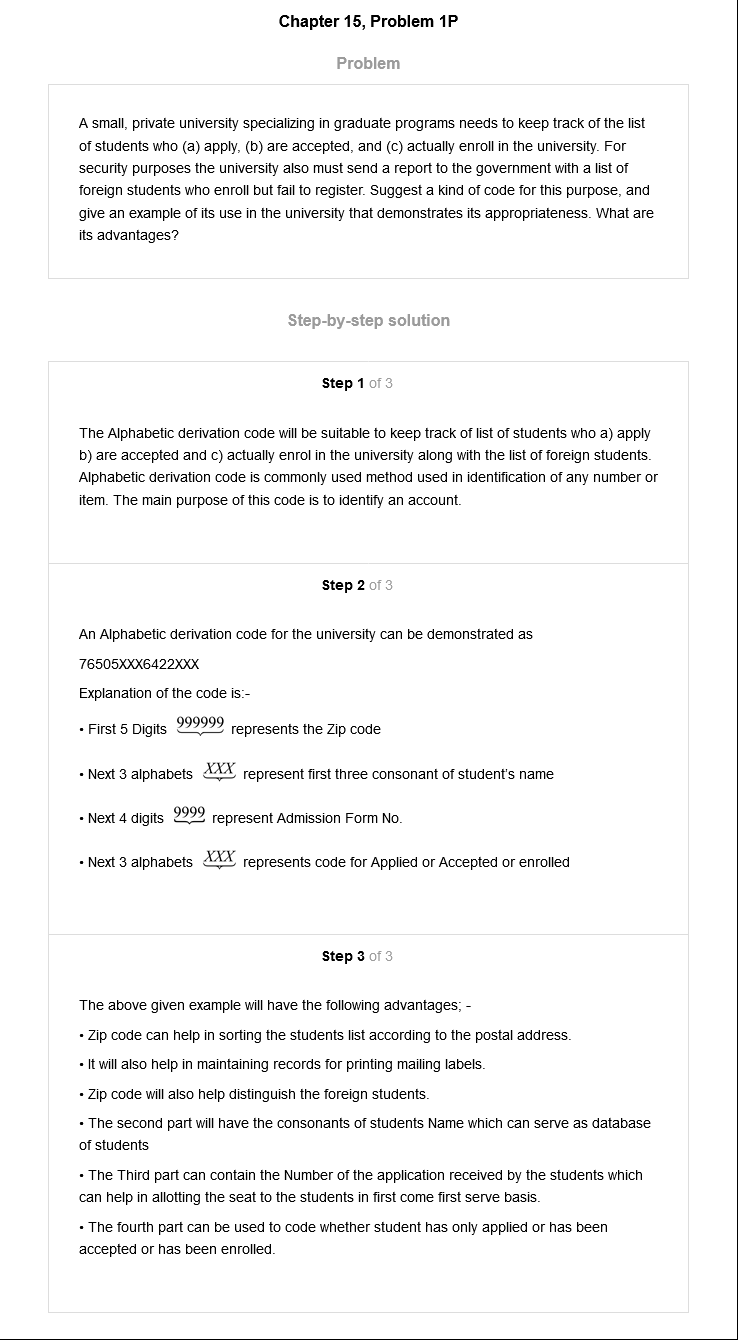 Chapter 15, Problem 1P
Problem
A small, private university specializing in graduate programs needs to keep track of the list
of students who (a) apply, (b) are accepted, and (c) actually enroll in the university. For
security purposes the university also must send a report to the government with a list of
foreign students who enroll but fail to register. Suggest a kind of code for this purpose, and
give an example of its use in the university that demonstrates its appropriateness. What are
its advantages?
Step-by-step solution
Step 1 of 3
The Alphabetic derivation code will be suitable to keep track of list of students who a) apply
b) are accepted and c) actually enrol in the university along with the list of foreign students.
Alphabetic derivation code is commonly used method used in identification of any number or
item. The main purpose of this code is to identify an account.
Step 2 of 3
An Alphabetic derivation code for the university can be demonstrated as
76505XXX6422XXX
Explanation of the code is:-
• First 5 Digits 999999 represents the Zip code
• Next 3 alphabets XXX represent first three consonant of student's name
• Next 4 digits 9999 represent Admission Form No.
• Next 3 alphabets XXX represents code for Applied or Accepted or enrolled
Step 3 of 3
The above given example will have the following advantages; -
• Zip code can help in sorting the students list according to the postal address.
• It will also help in maintaining records for printing mailing labels.
• Zip code will also help distinguish the foreign students.
• The second part will have the consonants of students Name which can serve as database
of students
• The Third part can contain the Number of the application received by the students which
can help in allotting the seat to the students in first come first serve basis.
• The fourth part can be used to code whether student has only applied or has been
accepted or has been enrolled.